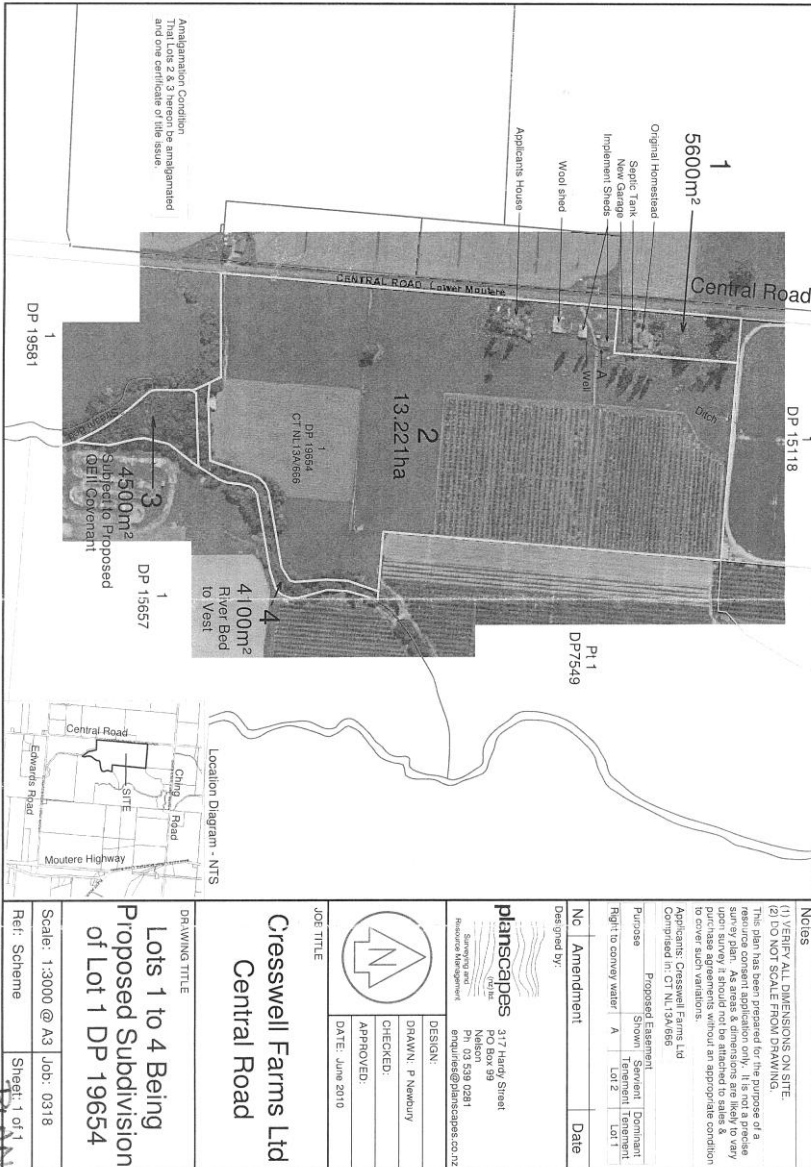 Amalgamation Condition
That Lots 2 & 3 hereon be amalgamated
and one certificate of title issue.
1
5600m²
Original Homestead
Septic Tank
New Garage
Implement Sheds
Wool shed
Applicants House
Central Road
CENTRAL ROAD, Lower Moutere
1
DP 15118
Ditch
A
Well
2
13.221ha
1
DP 19654
CT NL13A/666
1
DP 19581
3
4500m²
Subject to Proposed
QEII Covenant
1
DP 15657
4
4100m²
River Bed
to Vest
Pt 1
DP7549
Location Diagram - NTS
Central Road
Ching Road
SITE
Edwards Road
Moutere Highway
Notes
(1) VERIFY ALL DIMENSIONS ON SITE.
(2) DO NOT SCALE FROM DRAWING.
This plan has been prepared for the purpose of a
resource consent application only. It is not a precise
survey plan. As areas & dimensions are likely to vary
upon survey it should not be attached to sales &
purchase agreements without an appropriate condition
to cover such variations.
Applicants: Cresswell Farms Ltd
Comprised in: CT NL13A/666
Proposed Easement
Purpose Shown Servient Tenement Dominant Tenement
Right to convey water A Lot 2 Lot 1
No Amendment Date
Designed by:
planscapes
(nz) ltd
Surveying and
Resource Management
317 Hardy Street
PO Box 99
Nelson
Ph 03 539 0281
enquiries@planscapes.co.nz
N
DESIGN:
DRAWN: P Newbury
CHECKED:
APPROVED:
DATE: June 2010
JOB TITLE
Cresswell Farms Ltd
Central Road
DRAWING TITLE
Lots 1 to 4 Being
Proposed Subdivision
of Lot 1 DP 19654
Scale: 1:3000 @ A3 Job: 0318
Ref: Scheme Sheet: 1 of 1
PLAN